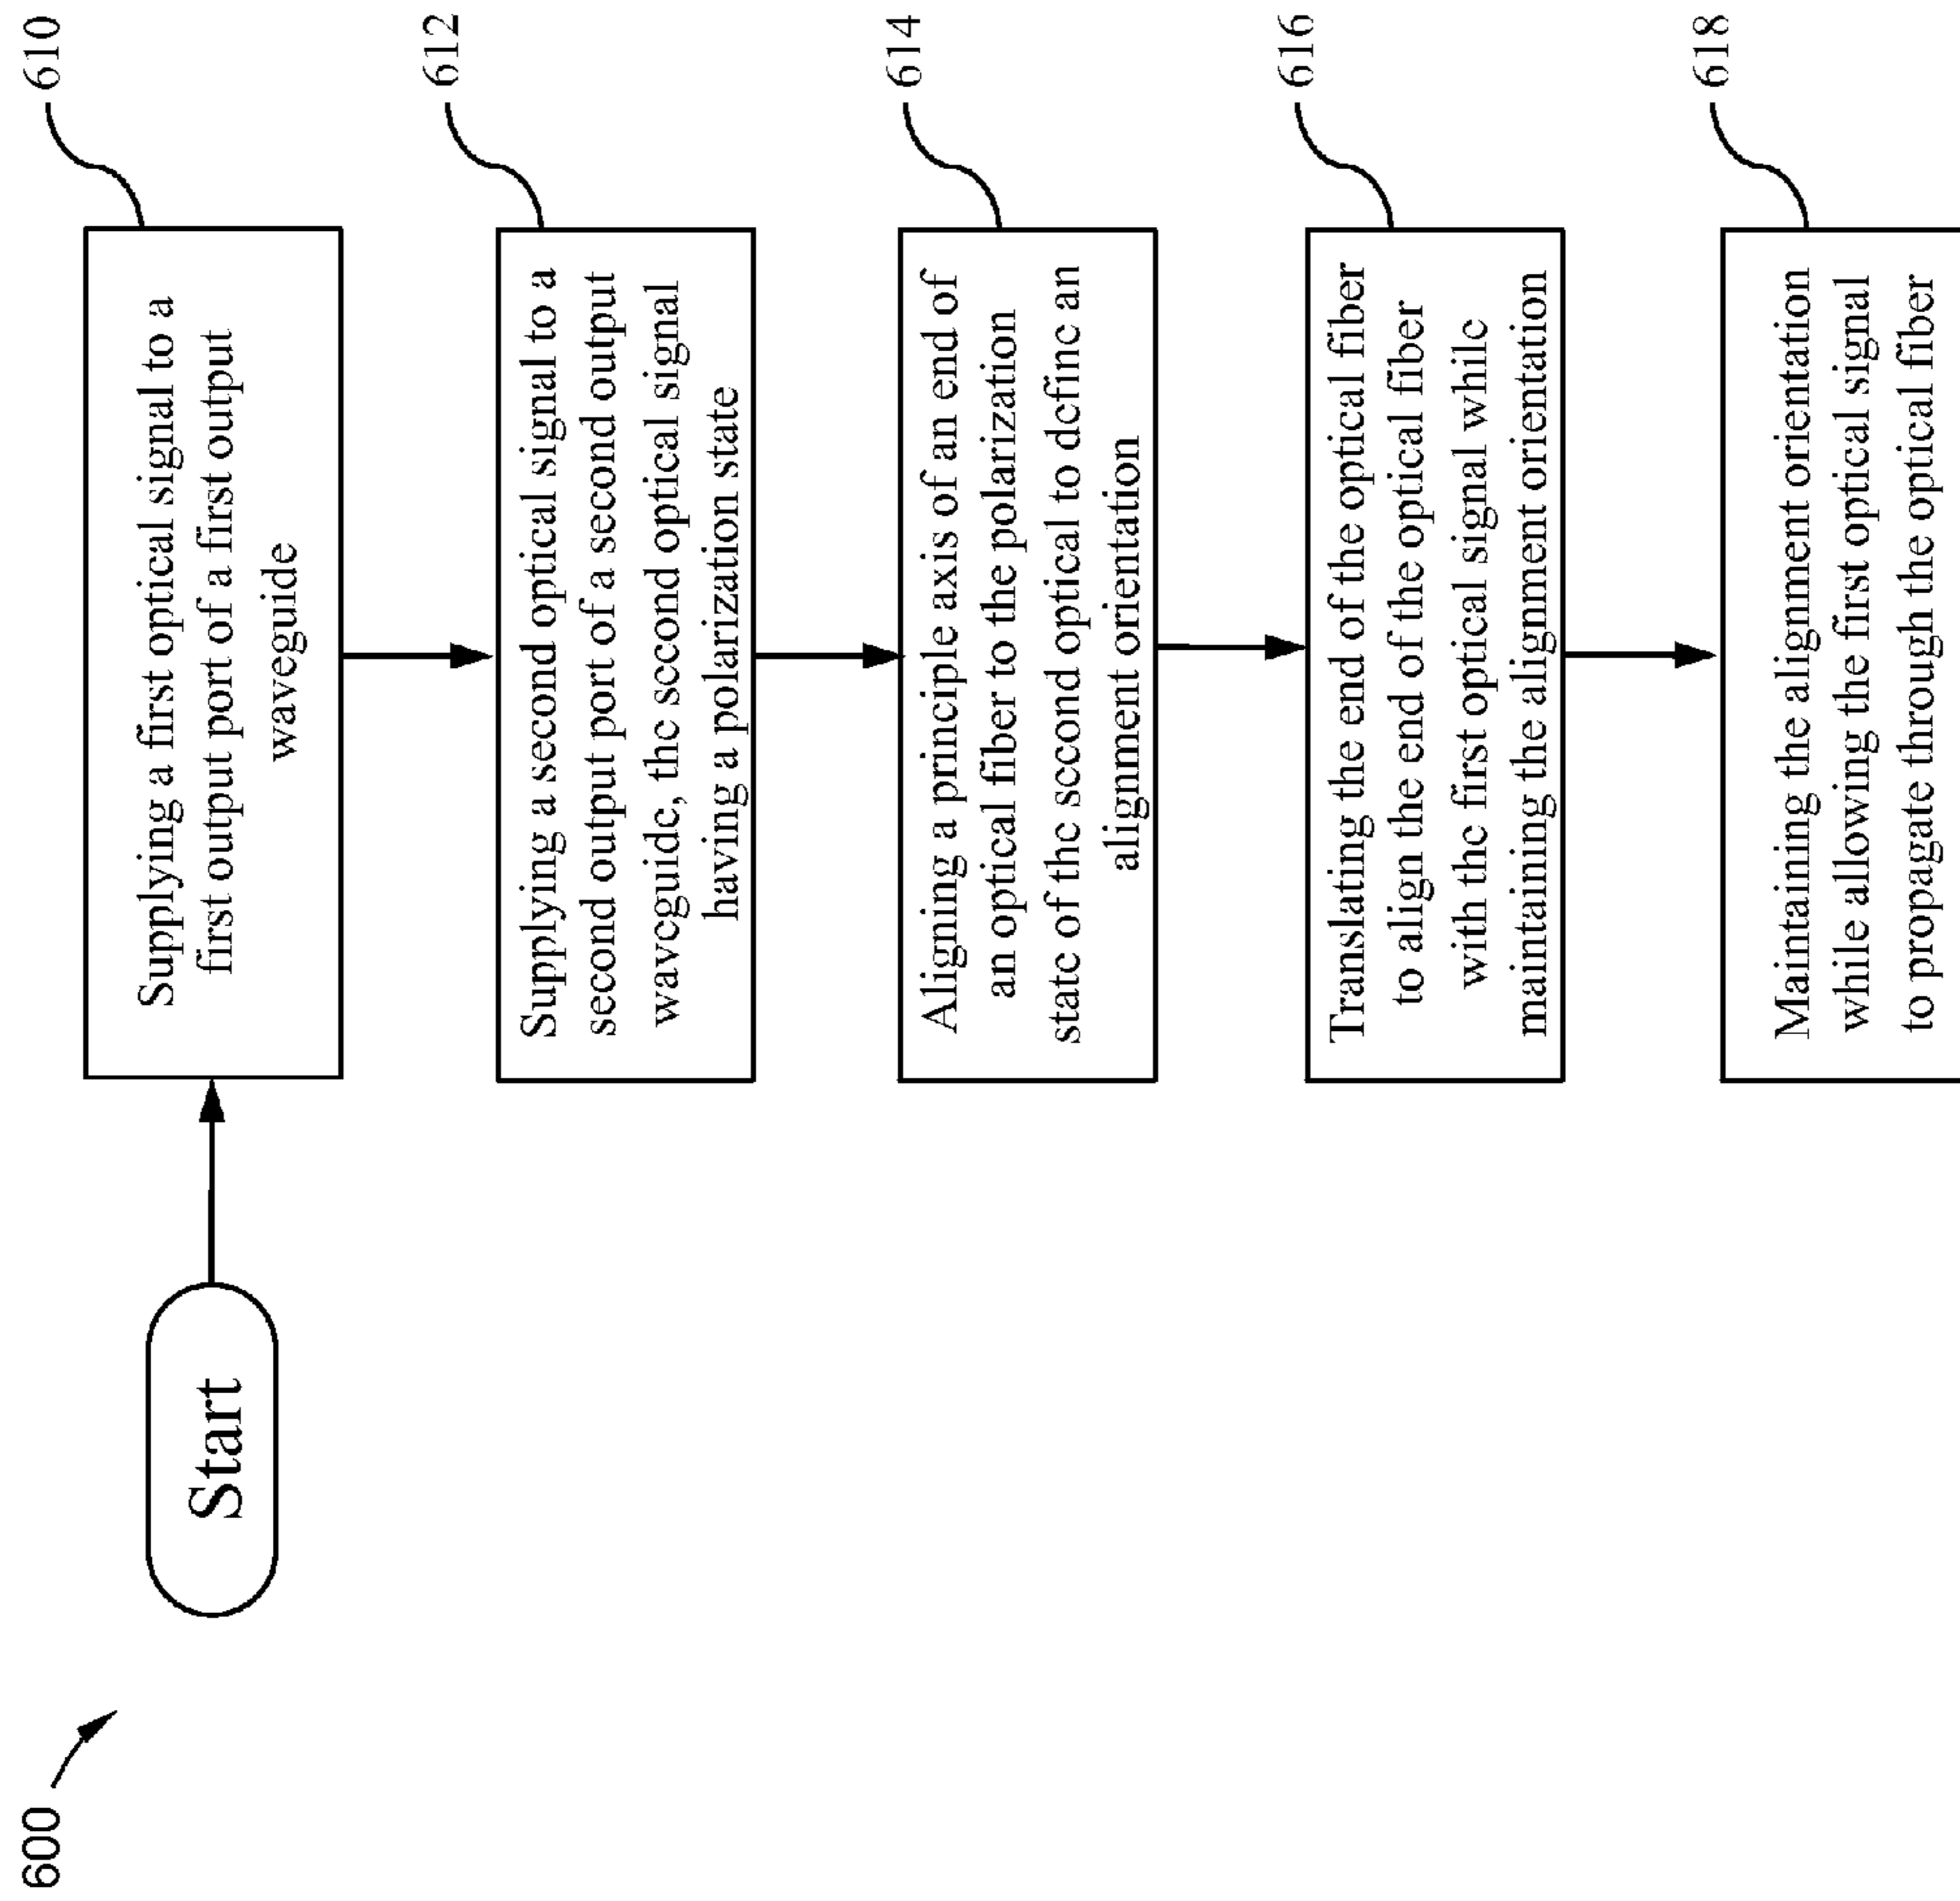 600
Start
610
Supplying a first optical signal to a
first output port of a first output
waveguide
612
Supplying a second optical signal to a
second output port of a second output
waveguide, the second optical signal
having a polarization state
614
Aligning a principle axis of an end of
an optical fiber to the polarization
state of the second optical to define an
alignment orientation
616
Translating the end of the optical fiber
to align the end of the optical fiber
with the first optical signal while
maintaining the alignment orientation
618
Maintaining the alignment orientation
while allowing the first optical signal
to propagate through the optical fiber